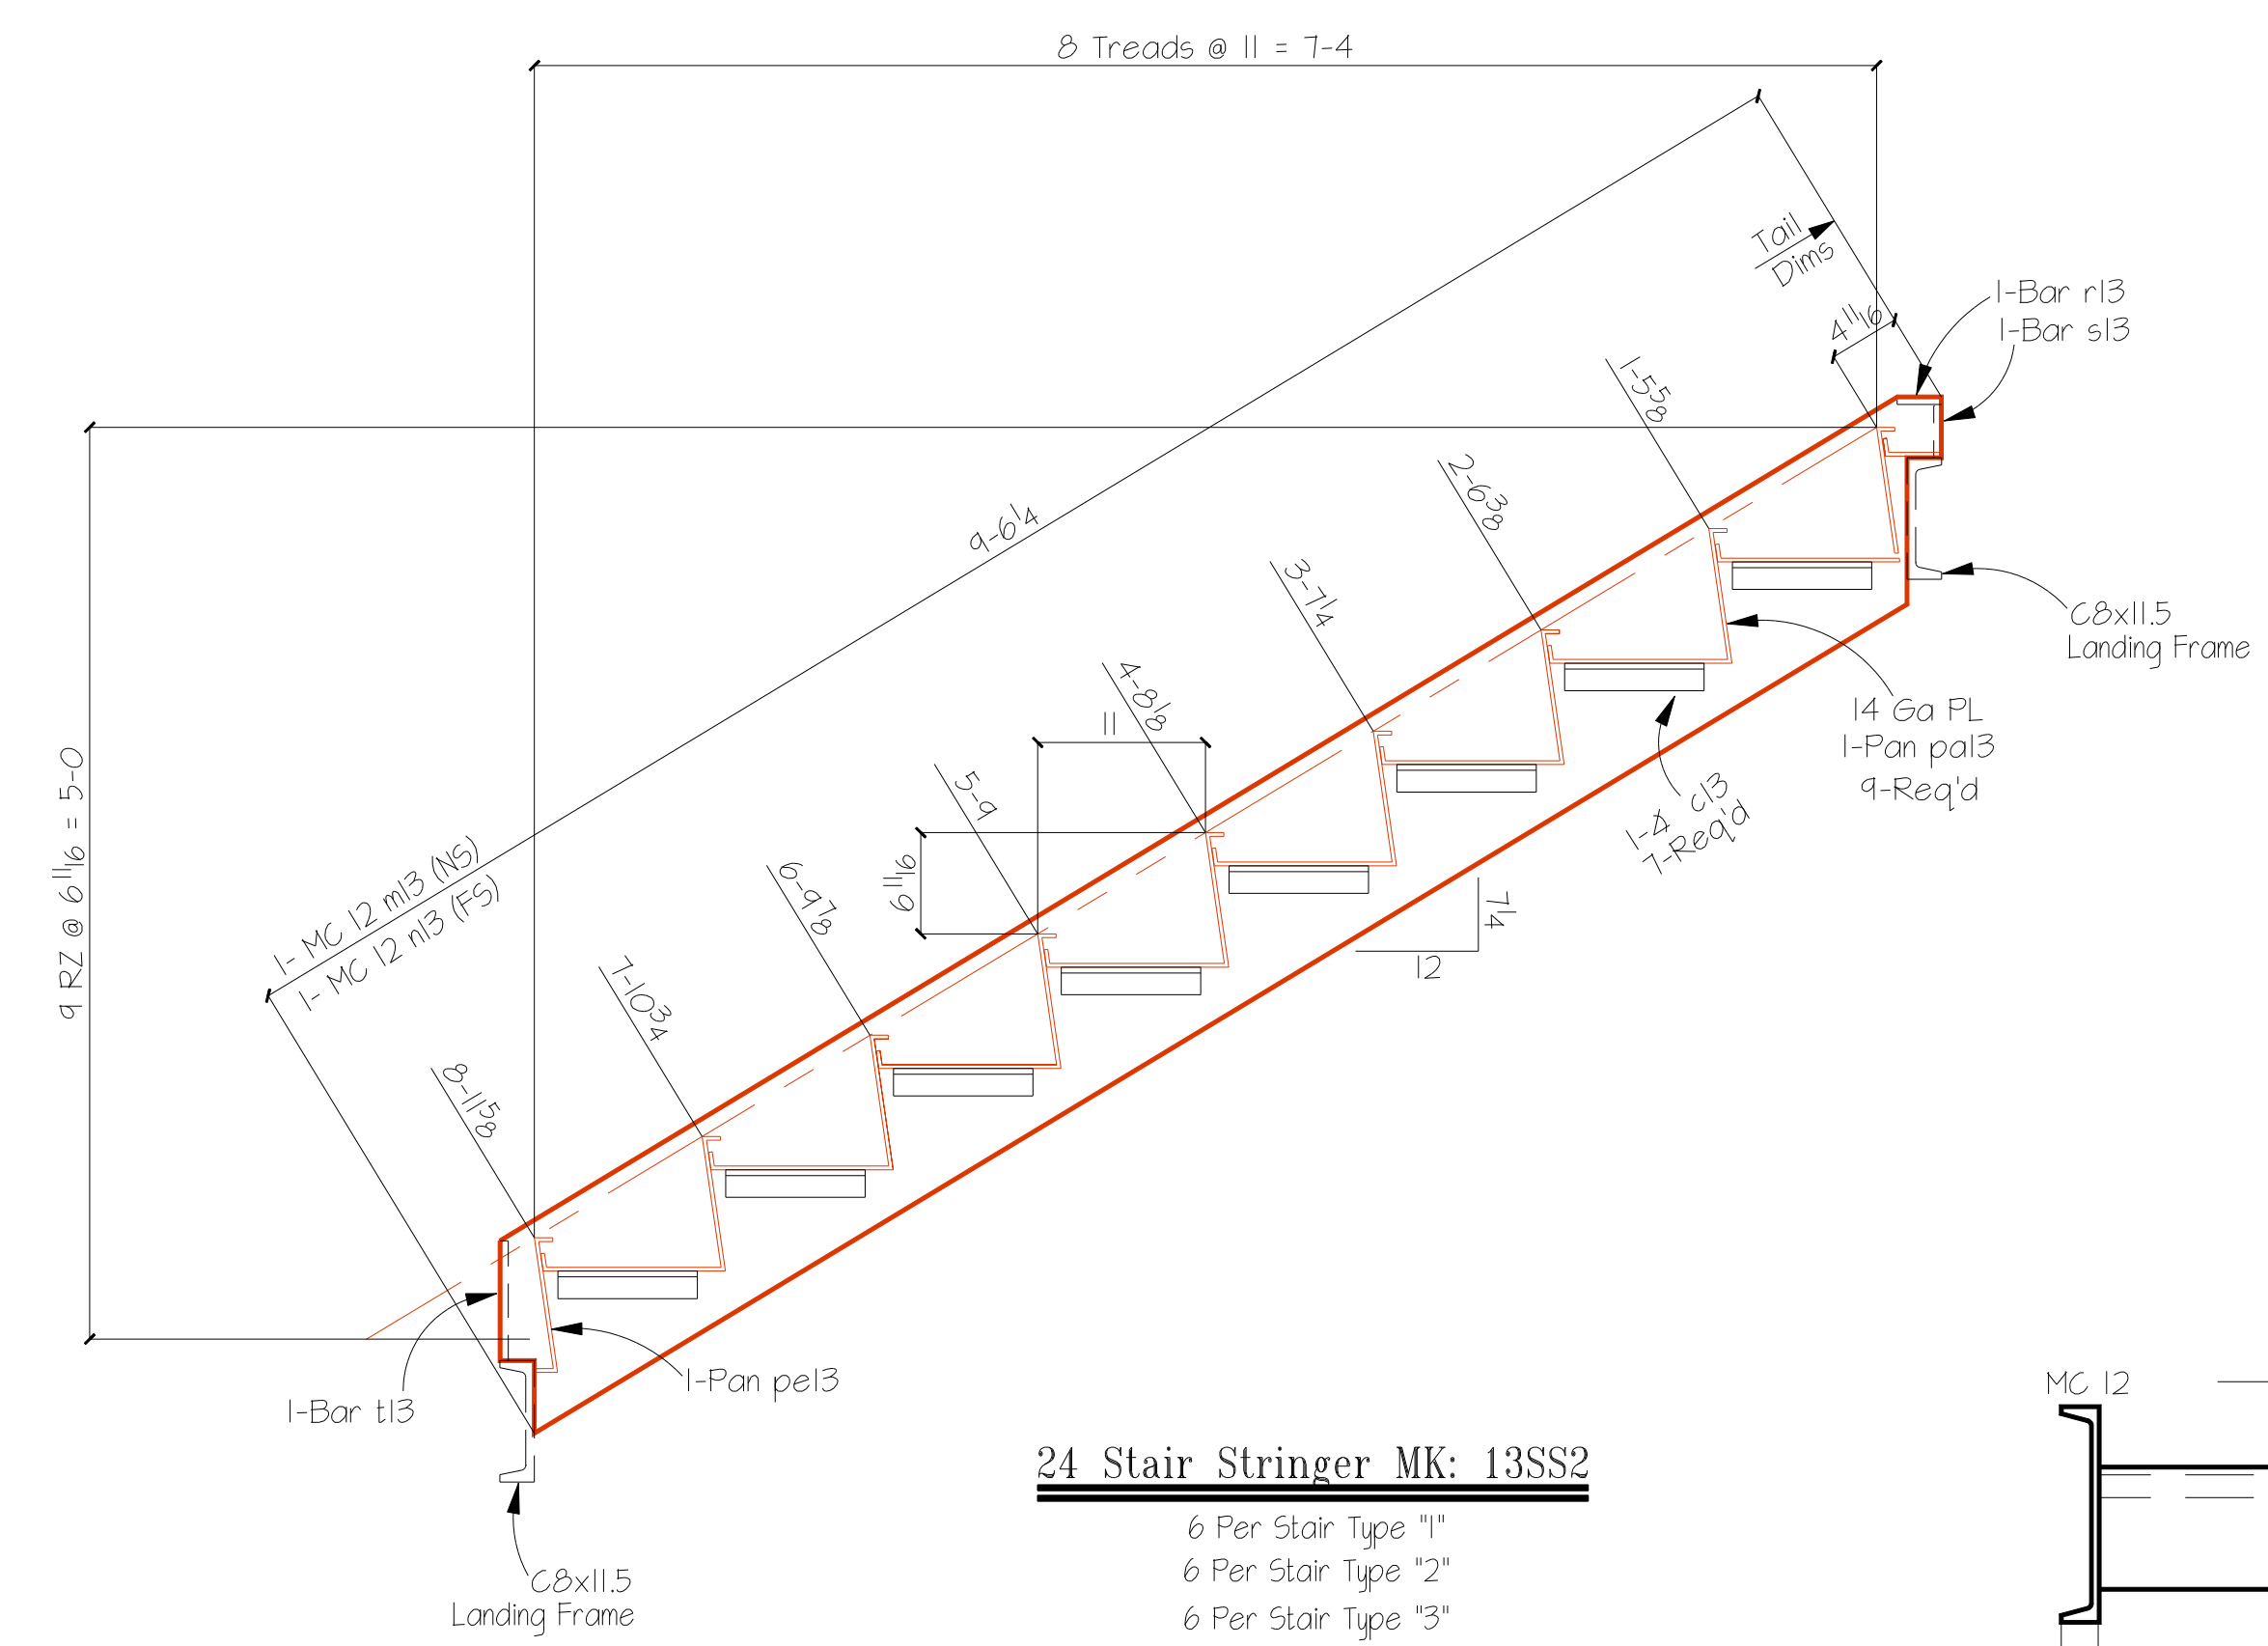 8 Treads @ 11 = 7-4
Tail
Dims
1-Bar r13
1-Bar s13
4 11/16
1-5 5/8
2-6 3/8
3-7 1/4
4-8 1/8
5-9
6-9 7/8
7-10 3/4
8-11 5/8
9-6 1/4
11
6 11/16
9 RZ @ 6 11/16 = 5-0
1- MC 12 m13 (NS)
1- MC 12 n13 (FS)
C8x11.5
Landing Frame
14 Ga PL
1-Pan pa13
9-Req'd
1-∠ c13
7-Req'd
7 1/4
12
1-Pan pe13
1-Bar t13
C8x11.5
Landing Frame
24 Stair Stringer MK: 13SS2
6 Per Stair Type "1"
6 Per Stair Type "2"
6 Per Stair Type "3"
MC 12